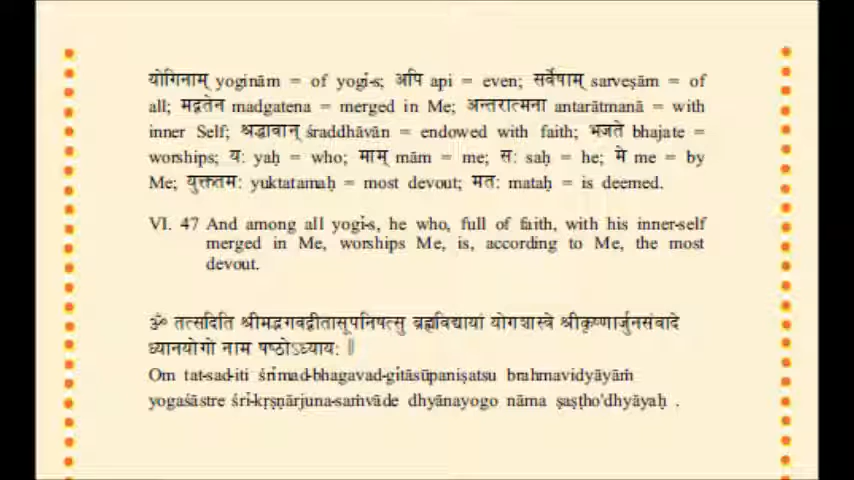 योगिनाम् yoginām = of yogi-s; अपि api = even; सर्वेषाम् sarveṣām = of
all; मद्गतेन madgatena = merged in Me; अन्तरात्मना antarātmanā = with
inner Self; श्रद्धावान् śraddhāvān = endowed with faith; भजते bhajate =
worships; यः yaḥ = who; माम् mām = me; सः saḥ = he; मे me = by
Me; युक्ततमः yuktatamaḥ = most devout; मतः mataḥ = is deemed.
VI. 47 And among all yogi-s, he who, full of faith, with his inner-self
merged in Me, worships Me, is, according to Me, the most
devout.
ॐ तत्सदिति श्रीमद्भगवद्गीतासूपनिषत्सु ब्रह्मविद्यायां योगशास्त्रे श्रीकृष्णार्जुनसंवादे
ध्यानयोगो नाम षष्ठोऽध्यायः ॥
Om tat-sad-iti śrīmad-bhagavad-gītāsūpaniṣatsu brahmavidyāyāṁ
yogaśāstre śrī-kṛṣṇārjuna-saṁvāde dhyānayogo nāma ṣaṣṭho'dhyāyaḥ .